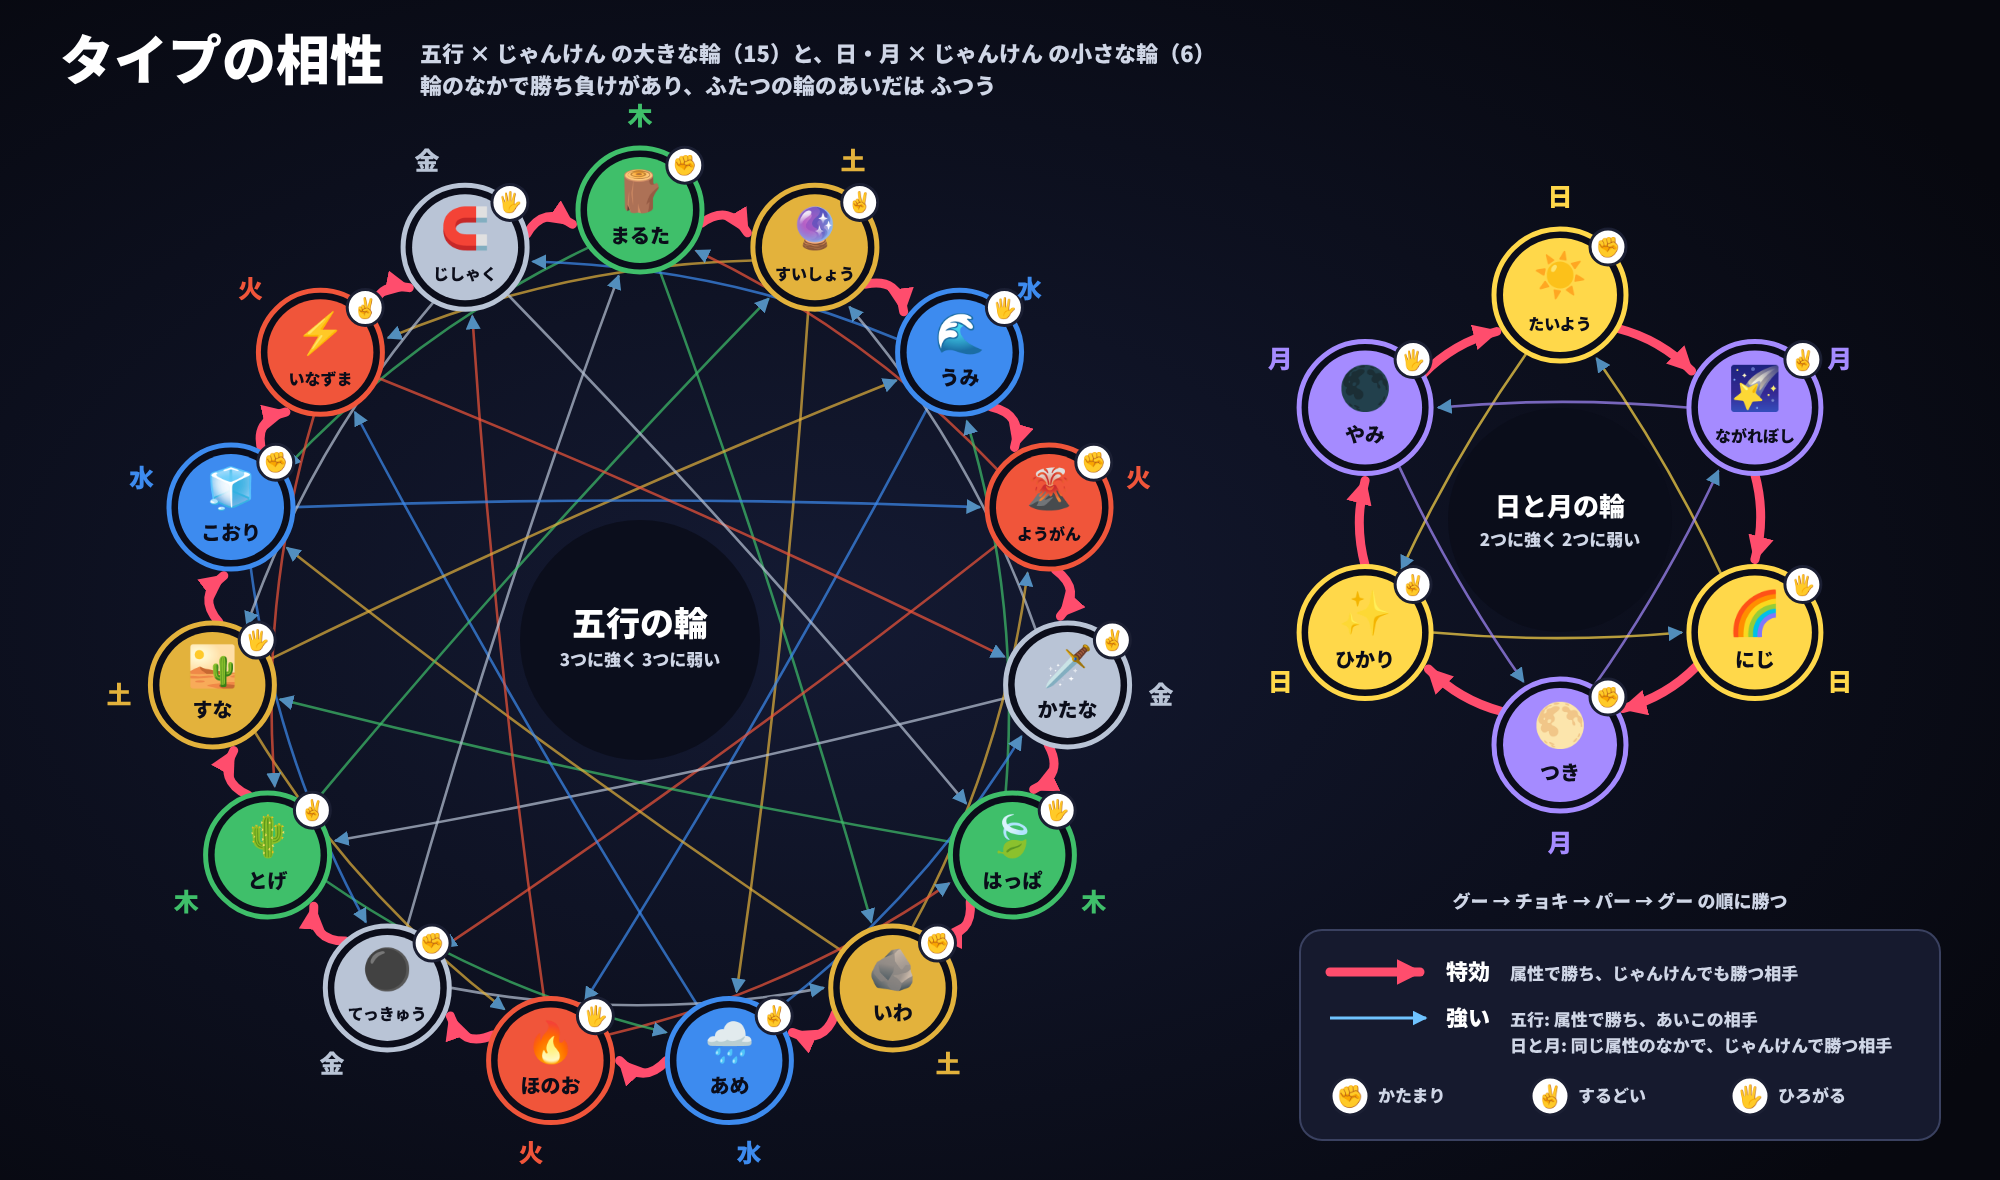 タイプの相性
五行 × じゃんけん の大きな輪（15）と、日・月 × じゃんけん の小さな輪（6）
輪のなかで勝ち負けがあり、ふたつの輪のあいだは ふつう
木
まるた
土
すいしょう
水
うみ
火
ようがん
金
かたな
木
はっぱ
土
いわ
水
あめ
火
ほのお
金
てっきゅう
木
とげ
土
すな
水
こおり
火
いなずま
金
じしゃく
五行の輪
3つに強く 3つに弱い
日
たいよう
月
ながれぼし
日
にじ
月
つき
日
ひかり
月
やみ
日と月の輪
2つに強く 2つに弱い
グー → チョキ → パー → グー の順に勝つ
特効 属性で勝ち、じゃんけんでも勝つ相手
強い 五行: 属性で勝ち、あいこの相手
日と月: 同じ属性のなかで、じゃんけんで勝つ相手
かたまり するどい ひろがる